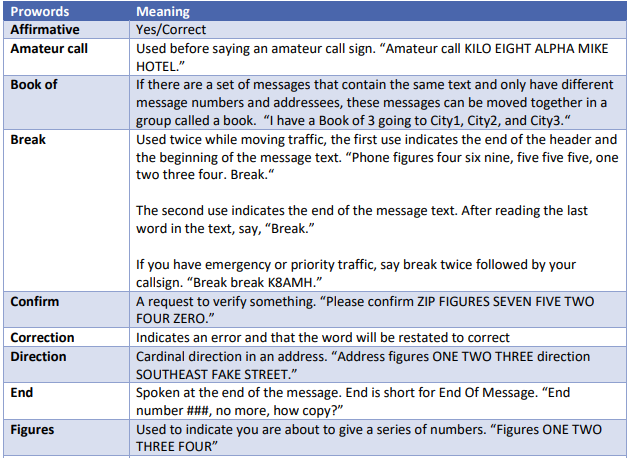 Prowords Meaning
Affirmative Yes/Correct
Amateur call Used before saying an amateur call sign. “Amateur call KILO EIGHT ALPHA MIKE
HOTEL.”
Book of If there are a set of messages that contain the same text and only have different
message numbers and addressees, these messages can be moved together in a
group called a book. “I have a Book of 3 going to City1, City2, and City3.“
Break Used twice while moving traffic, the first use indicates the end of the header and
the beginning of the message text. “Phone figures four six nine, five five five, one
two three four. Break.“
The second use indicates the end of the message text. After reading the last
word in the text, say, “Break.”
If you have emergency or priority traffic, say break twice followed by your
callsign. “Break break K8AMH.”
Confirm A request to verify something. “Please confirm ZIP FIGURES SEVEN FIVE TWO
FOUR ZERO.”
Correction Indicates an error and that the word will be restated to correct
Direction Cardinal direction in an address. “Address figures ONE TWO THREE direction
SOUTHEAST FAKE STREET.”
End Spoken at the end of the message. End is short for End Of Message. “End
number ###, no more, how copy?”
Figures Used to indicate you are about to give a series of numbers. “Figures ONE TWO
THREE FOUR”